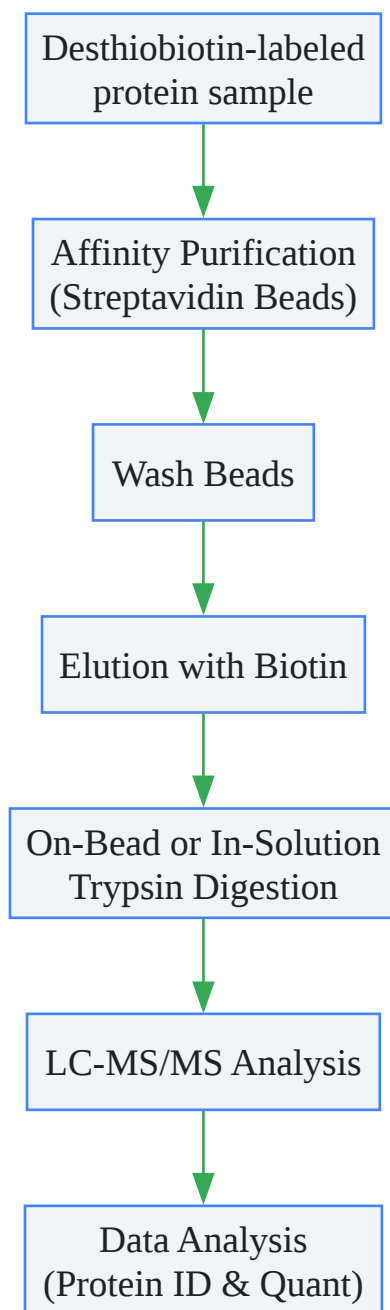 Desthiobiotin-labeled
protein sample
Affinity Purification
(Streptavidin Beads)
Wash Beads
Elution with Biotin
On-Bead or In-Solution
Trypsin Digestion
LC-MS/MS Analysis
Data Analysis
(Protein ID & Quant)